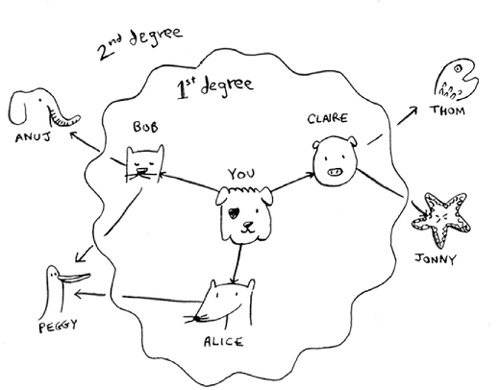 2nd degree
1st degree
ANUJ
BOB
YOU
CLAIRE
THOM
JONNY
PEGGY
ALICE